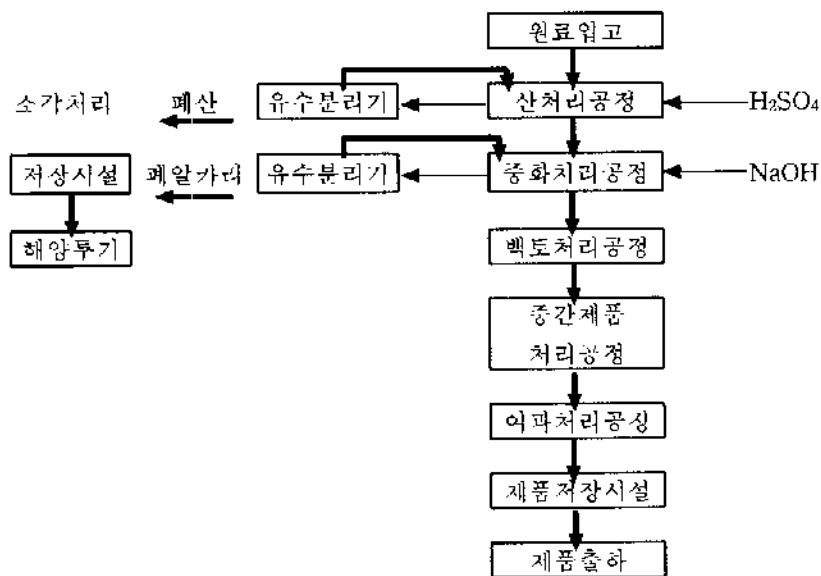 원료입고
소각처리 폐산 유수분리기 산처리공정 H₂SO₄
저장시설 폐알카리 유수분리기 중화처리공정 NaOH
해양투기 백토처리공정
중간제품
처리공정
여과처리공정
제품저장시설
제품출하